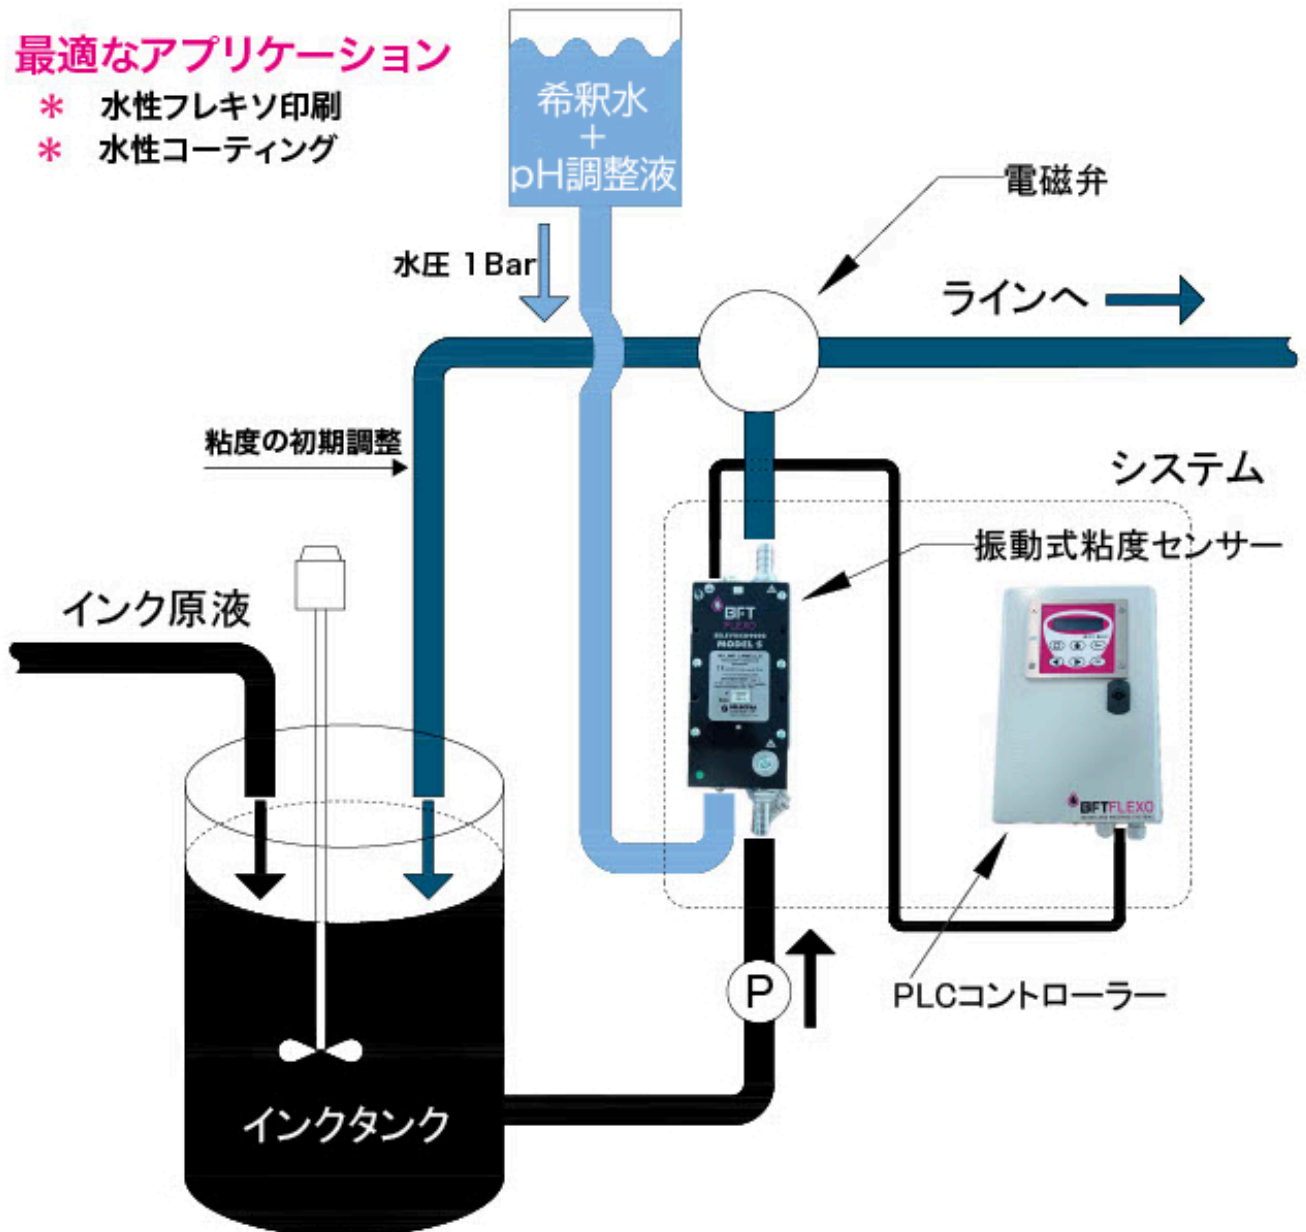 最適なアプリケーション
* 水性フレキソ印刷
* 水性コーティング
希釈水
+
pH調整液
電磁弁
水圧 1Bar
ラインへ
粘度の初期調整
システム
振動式粘度センサー
インク原液
BFT
FLEXO
MODEL S
BFTFLEXO
P
PLCコントローラー
インクタンク